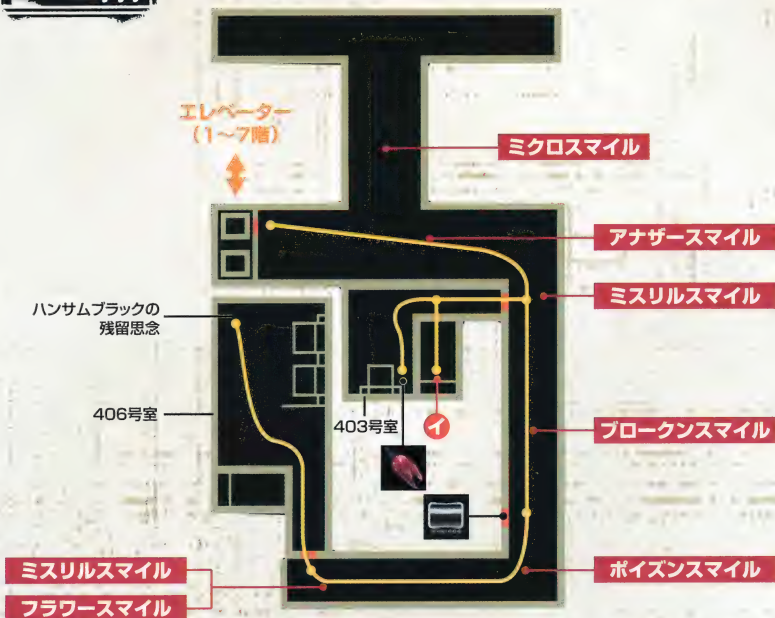 エレベーター
(1~7階)
ミクロスマイル
アナザースマイル
ミスリルスマイル
ハンサムブラックの
残留思念
406号室
403号室
イ
ブロークンスマイル
ミスリルスマイル
フラワースマイル
ポイズンスマイル